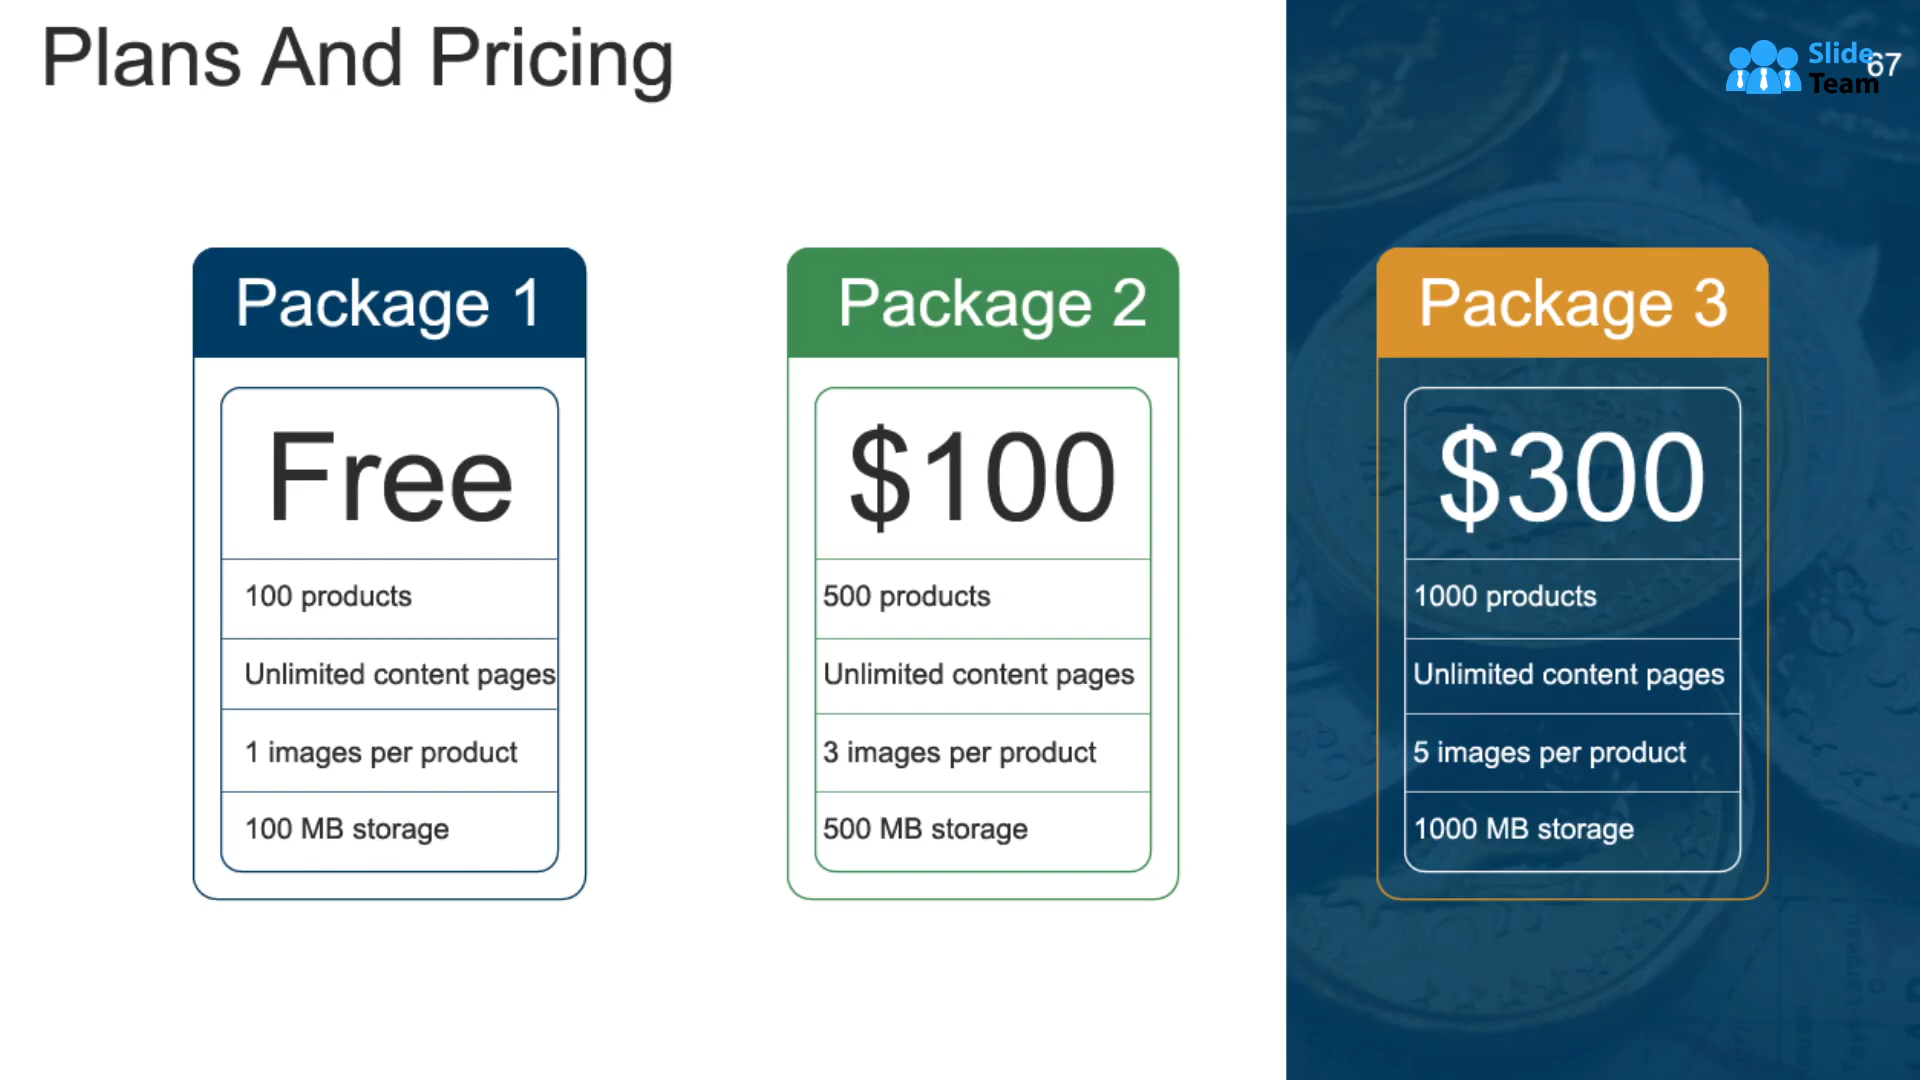 Plans And Pricing
Slide
Team
67
Package 1
Free
100 products
Unlimited content pages
1 images per product
100 MB storage
Package 2
$100
500 products
Unlimited content pages
3 images per product
500 MB storage
Package 3
$300
1000 products
Unlimited content pages
5 images per product
1000 MB storage